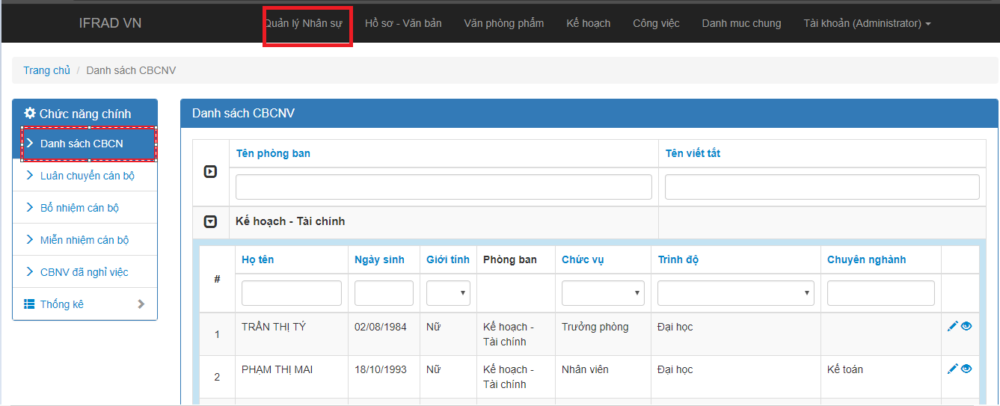 IFRAD VN Quản lý Nhân sự Hồ sơ - Văn bản Văn phòng phẩm Kế hoạch Công việc Danh muc chung Tài khoản (Administrator)
Trang chủ / Danh sách CBCNV
Chức năng chính
Danh sách CBCN
Luân chuyển cán bộ
Bổ nhiệm cán bộ
Miễn nhiệm cán bộ
CBNV đã nghỉ việc
Thống kê
Danh sách CBCNV
Tên phòng ban Tên viết tắt
Kế hoạch - Tài chính
# Họ tên Ngày sinh Giới tính Phòng ban Chức vụ Trình độ Chuyên nghành
1 TRẦN THỊ TÝ 02/08/1984 Nữ Kế hoạch - Trưởng phòng Đại học
Tài chính
2 PHẠM THỊ MAI 18/10/1993 Nữ Kế hoạch - Nhân viên Đại học Kế toán
Tài chính